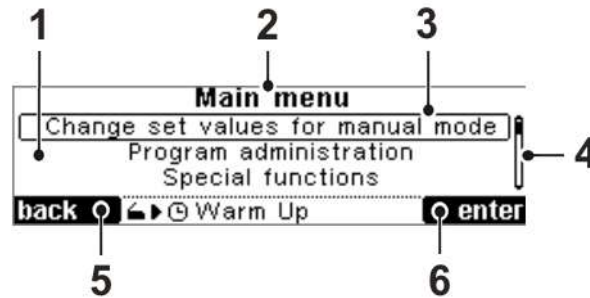 1 2 3
Main menu
Change set values for manual mode
Program administration 4
Special functions
back Warm Up enter
5 6